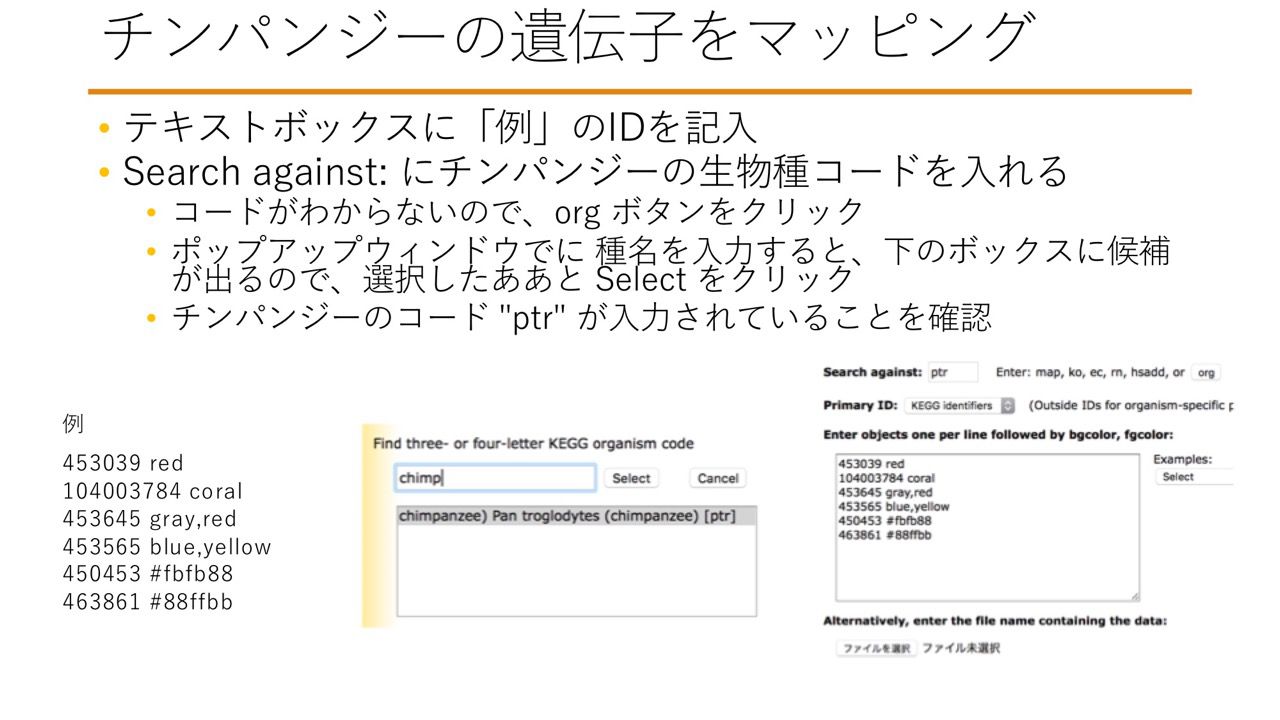 チンパンジーの遺伝子をマッピング
• テキストボックスに「例」のIDを記入
• Search against: にチンパンジーの生物種コードを入れる
• コードがわからないので、org ボタンをクリック
• ポップアップウィンドウでに 種名を入力すると、下のボックスに候補
が出るので、選択したああと Select をクリック
• チンパンジーのコード "ptr" が入力されていることを確認
例
453039 red
104003784 coral
453645 gray,red
453565 blue,yellow
450453 #fbfb88
463861 #88ffbb
Find three- or four-letter KEGG organism code
chimp Select Cancel
chimpanzee) Pan troglodytes (chimpanzee) [ptr]
Search against: ptr Enter: map, ko, ec, rn, hsadd, or org
Primary ID: KEGG identifiers (Outside IDs for organism-specific p
Enter objects one per line followed by bgcolor, fgcolor:
453039 red
104003784 coral
453645 gray,red
453565 blue,yellow
450453 #fbfb88
463861 #88ffbb
Examples:
Select
Alternatively, enter the file name containing the data:
ファイルを選択 ファイル未選択